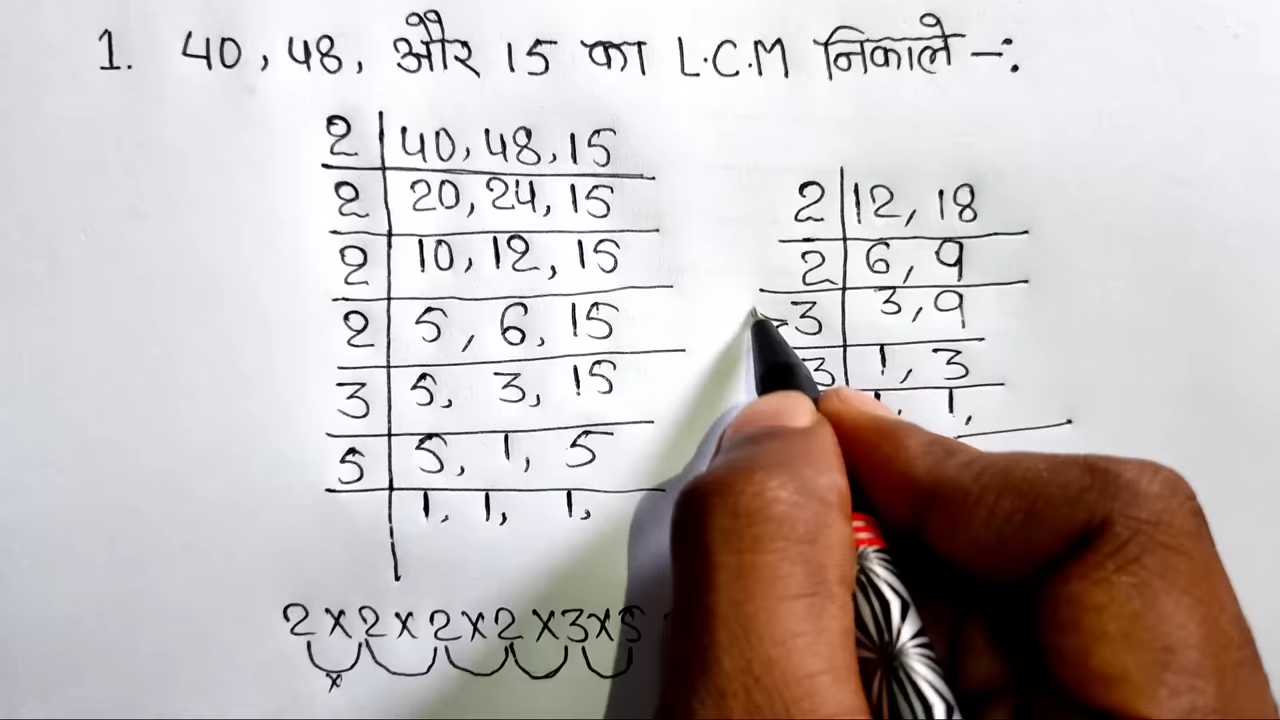 1. 40, 48, और 15 का L.C.M निकाले -:
2 | 40, 48, 15
2 | 20, 24, 15
2 | 10, 12, 15
2 | 5, 6, 15
3 | 5, 3, 15
5 | 5, 1, 5
1, 1, 1,
2 × 2 × 2 × 2 × 3 × 5
×
2 | 12, 18
2 | 6, 9
3 | 3, 9
3 | 1, 3
1, 1,